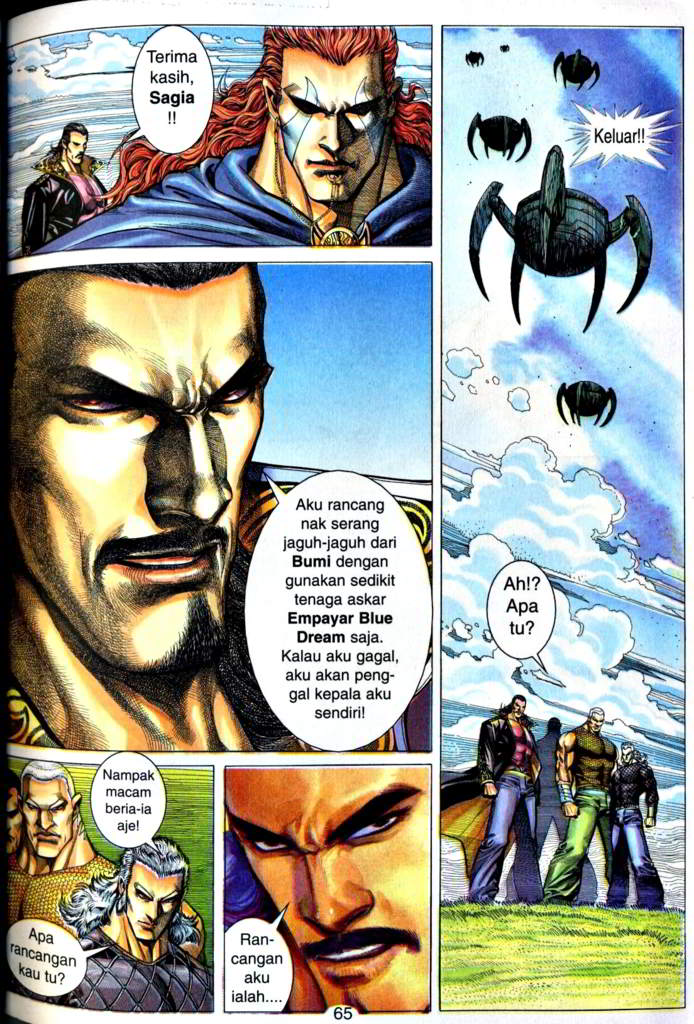 Terima
kasih,
Sagia
!!
Aku rancang
nak serang
jaguh-jaguh dari
Bumi dengan
gunakan sedikit
tenaga askar
Empayar Blue
Dream saja.
Kalau aku gagal,
aku akan peng-
gal kepala aku
sendiri!
Nampak
macam
beria-ia
aje!
Apa
rancangan
kau tu?
Ran-
cangan
aku
ialah....
Keluar!!
Ah!?
Apa
tu?
65